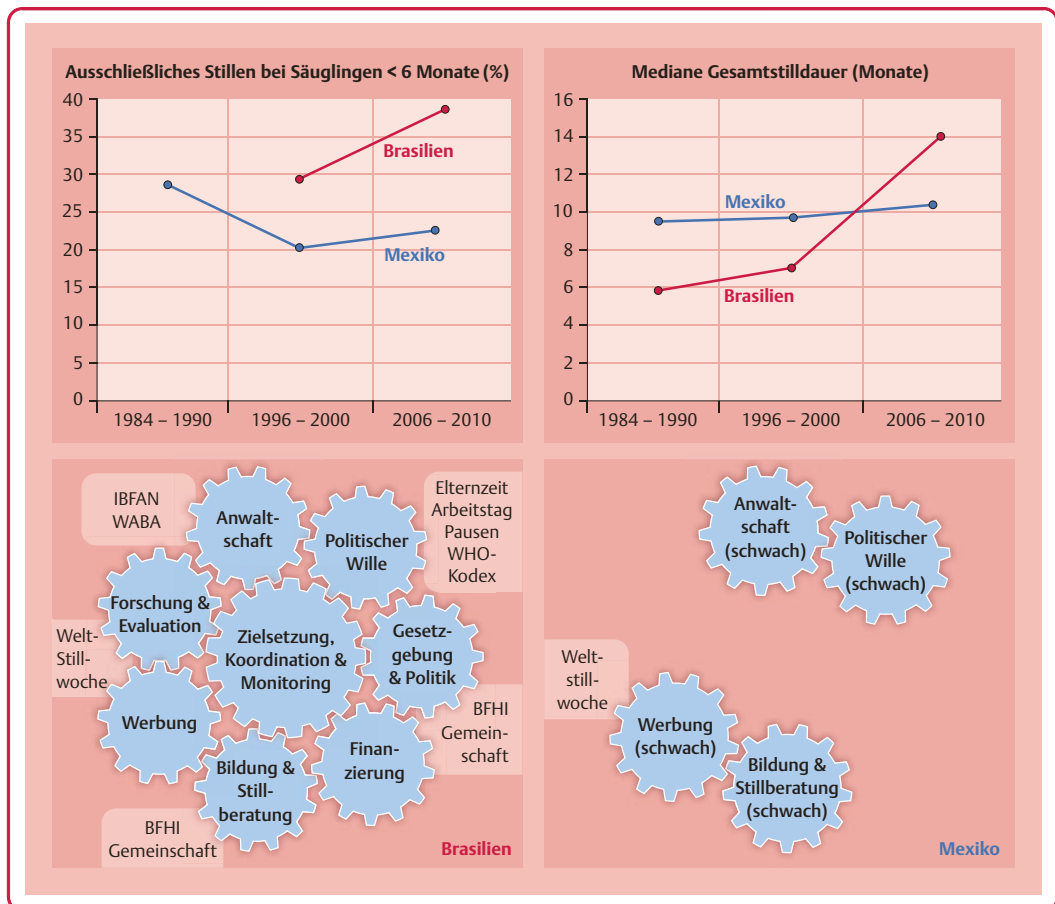 Ausschließliches Stillen bei Säuglingen < 6 Monate (%)
40
35
30
25
20
15
10
5
0
Brasilien
Mexiko
1984 – 1990
1996 – 2000
2006 – 2010
Mediane Gesamtstilldauer (Monate)
16
14
12
10
8
6
4
2
0
Mexiko
Brasilien
1984 – 1990
1996 – 2000
2006 – 2010
IBFAN
WABA
Anwalt-
schaft
Politischer
Wille
Elternzeit
Arbeitstag
Pausen
WHO-
Kodex
Forschung &
Evaluation
Zielsetzung,
Koordination &
Monitoring
Gesetz-
gebung
& Politik
Welt-
Still-
woche
Werbung
Bildung &
Still-
beratung
Finan-
zierung
BFHI
Gemein-
schaft
BFHI
Gemeinschaft
Brasilien
Anwalt-
schaft
(schwach)
Politischer
Wille
(schwach)
Welt-
still-
woche
Werbung
(schwach)
Bildung &
Stillberatung
(schwach)
Mexiko